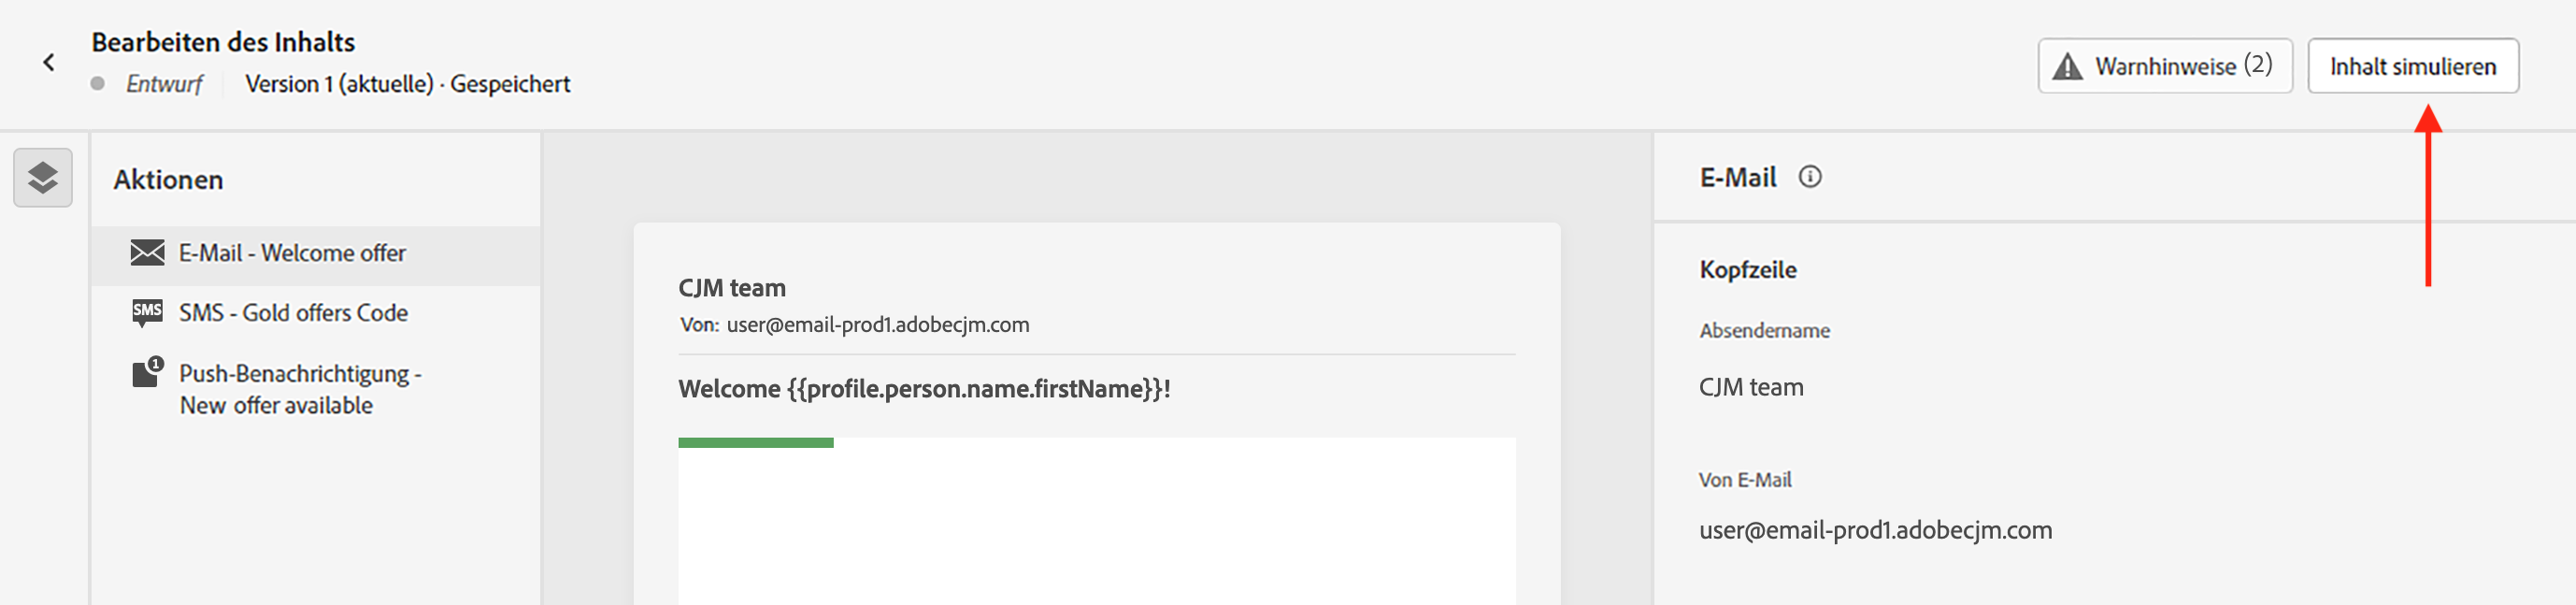 Bearbeiten des Inhalts
Entwurf
Version 1 (aktuelle) · Gespeichert
Warnhinweise (2)
Inhalt simulieren
Aktionen
E-Mail - Welcome offer
SMS
SMS - Gold offers Code
1
Push-Benachrichtigung -
New offer available
CJM team
Von: user@email-prod1.adobecjm.com
Welcome {{profile.person.name.firstName}}!
E-Mail
Kopfzeile
Absendername
CJM team
Von E-Mail
user@email-prod1.adobecjm.com